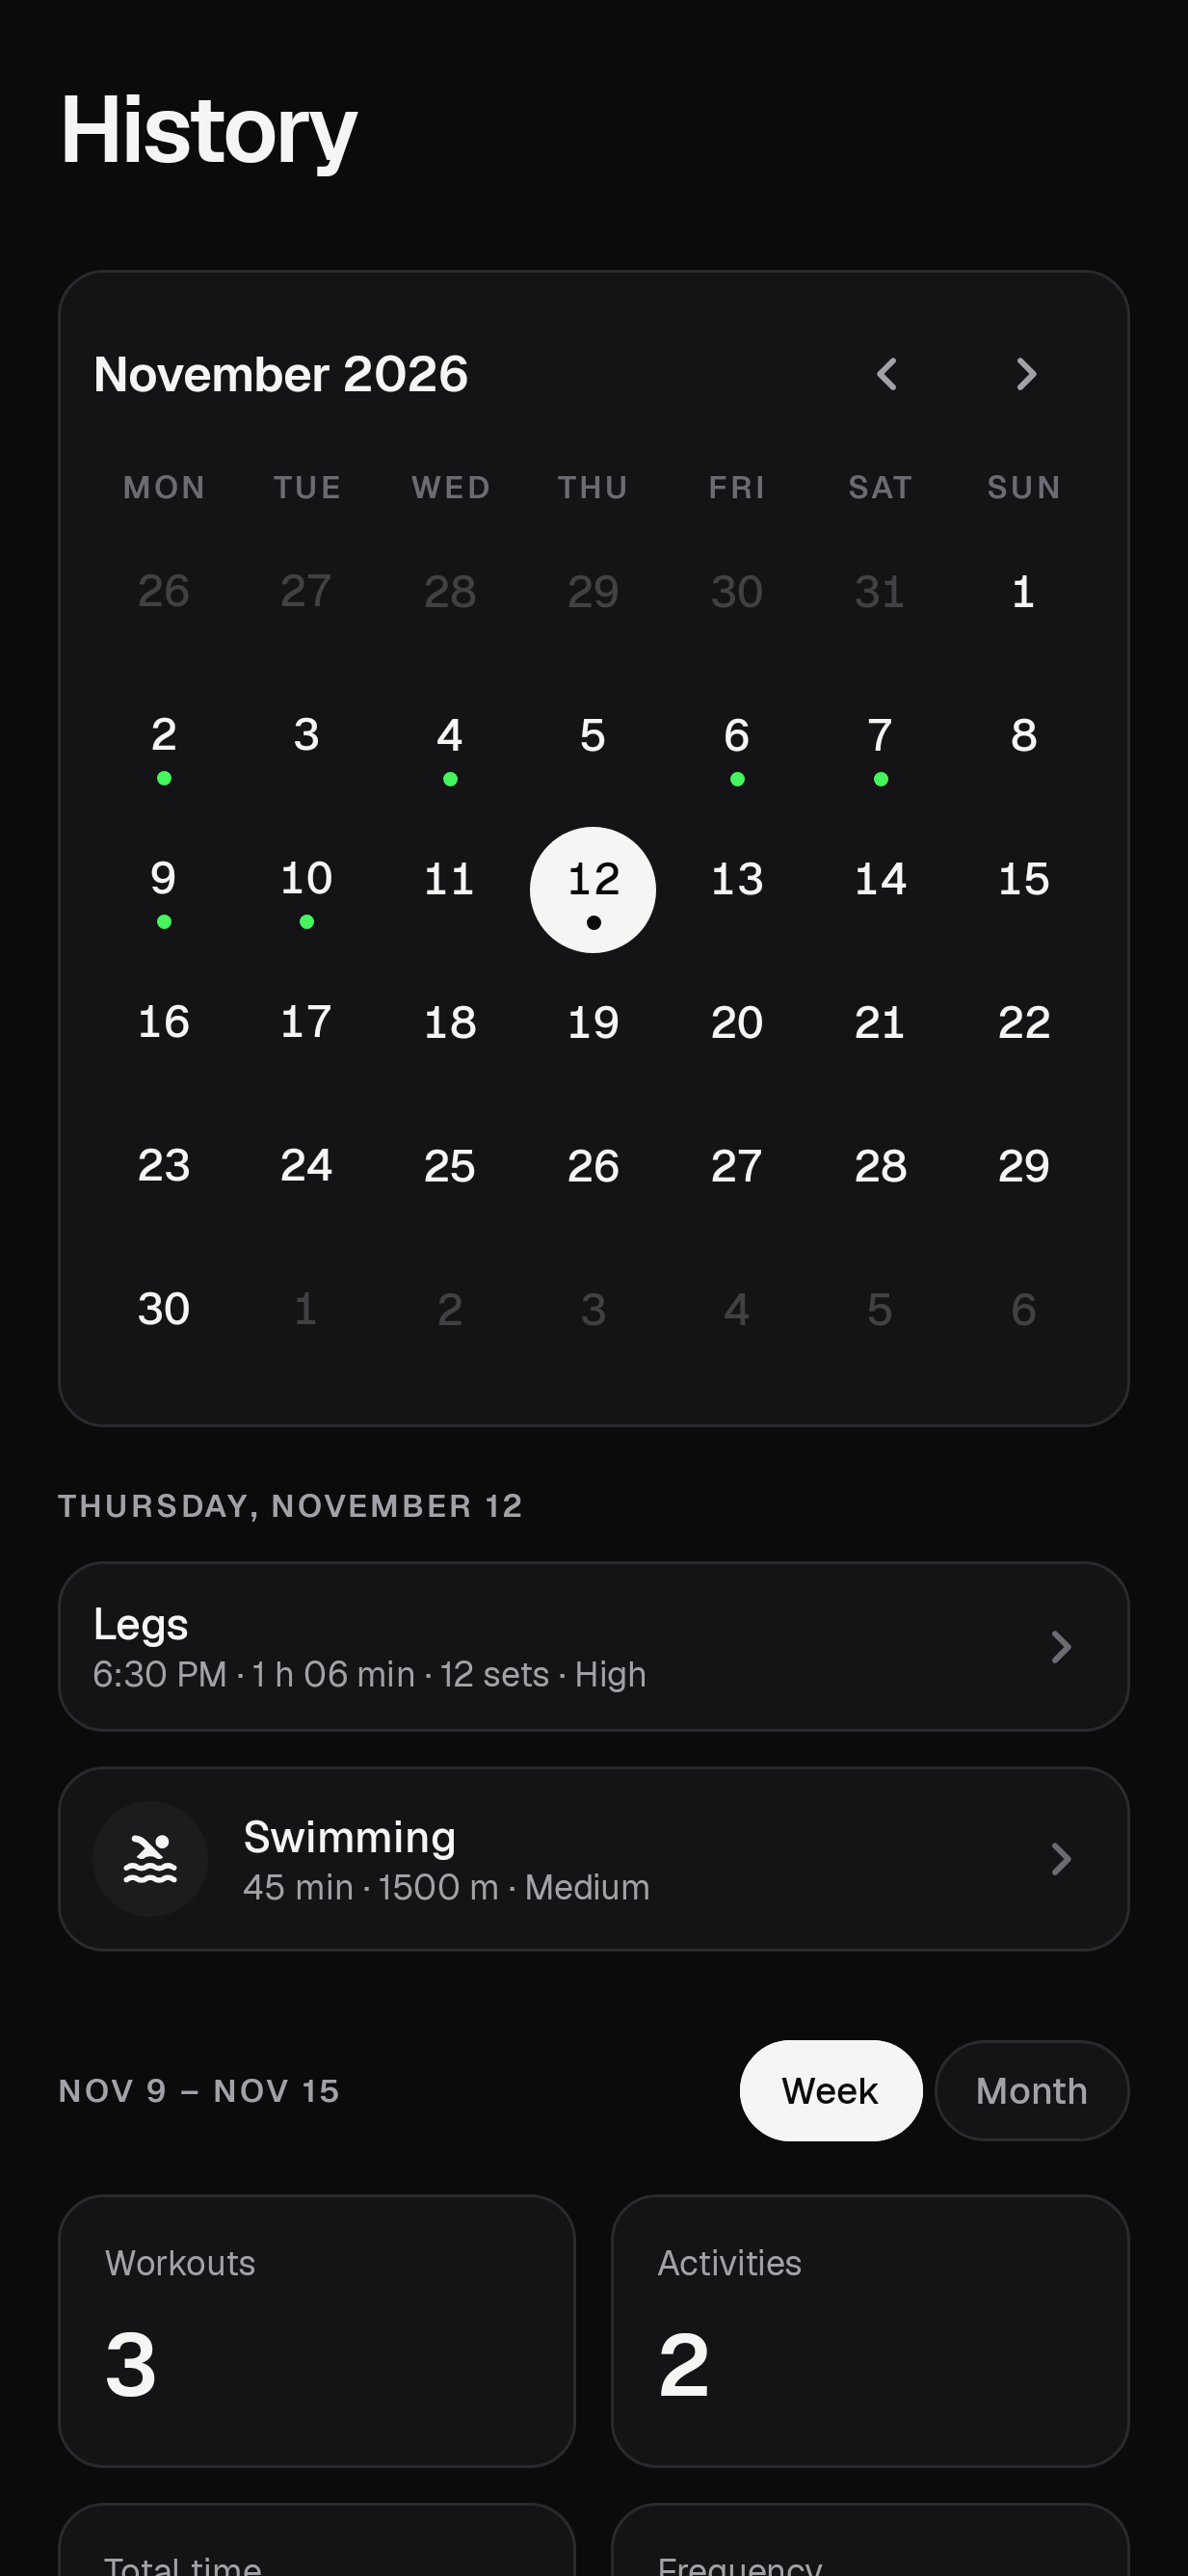 History
November 2026
MON TUE WED THU FRI SAT SUN
26 27 28 29 30 31 1
2 3 4 5 6 7 8
9 10 11 12 13 14 15
16 17 18 19 20 21 22
23 24 25 26 27 28 29
30 1 2 3 4 5 6
THURSDAY, NOVEMBER 12
Legs
6:30 PM · 1 h 06 min · 12 sets · High
Swimming
45 min · 1500 m · Medium
NOV 9 – NOV 15 Week Month
Workouts Activities
3 2
Total time Frequency